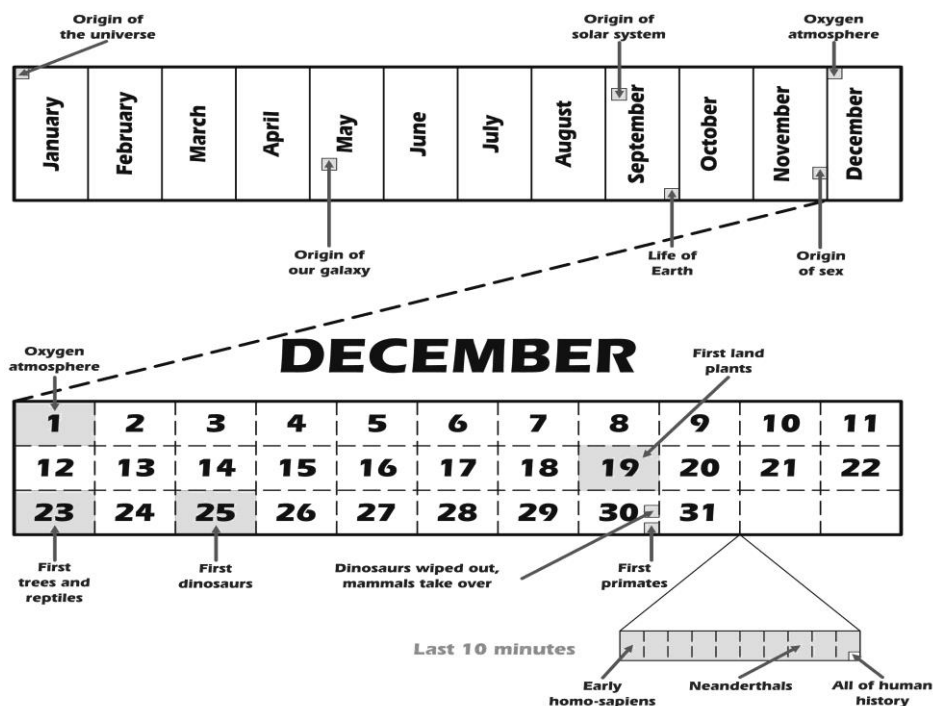 Origin of
the universe
Origin of
solar system
Oxygen
atmosphere
January
February
March
April
May
June
July
August
September
October
November
December
Origin of
our galaxy
Life of
Earth
Origin
of sex
DECEMBER
Oxygen
atmosphere
First land
plants
1 2 3 4 5 6 7 8 9 10 11
12 13 14 15 16 17 18 19 20 21 22
23 24 25 26 27 28 29 30 31
First
trees and
reptiles
First
dinosaurs
Dinosaurs wiped out,
mammals take over
First
primates
Last 10 minutes
Early
homo-sapiens
Neanderthals
All of human
history